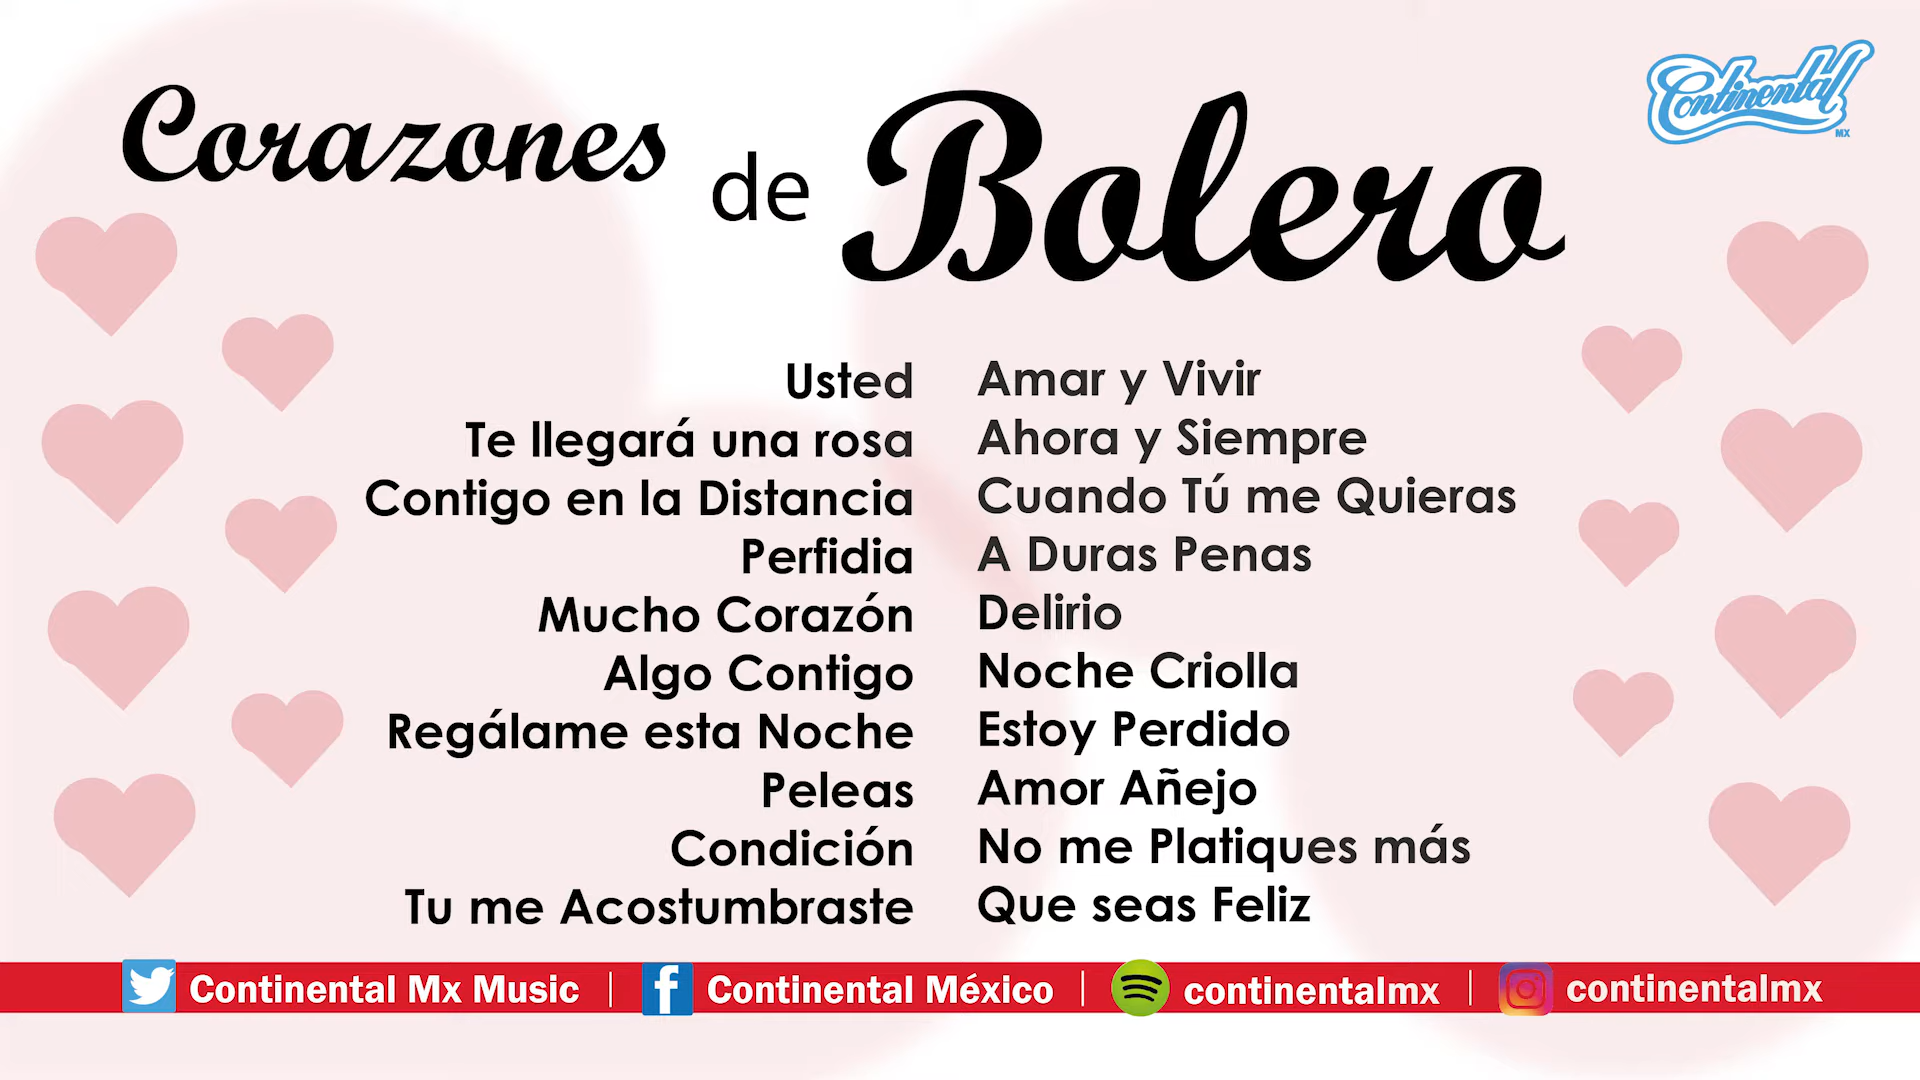 Corazones de Bolero
Continental MX
Usted
Te llegará una rosa
Contigo en la Distancia
Perfidia
Mucho Corazón
Algo Contigo
Regálame esta Noche
Peleas
Condición
Tu me Acostumbraste
Amar y Vivir
Ahora y Siempre
Cuando Tú me Quieras
A Duras Penas
Delirio
Noche Criolla
Estoy Perdido
Amor Añejo
No me Platiques más
Que seas Feliz
Continental Mx Music | Continental México | continentalmx | continentalmx